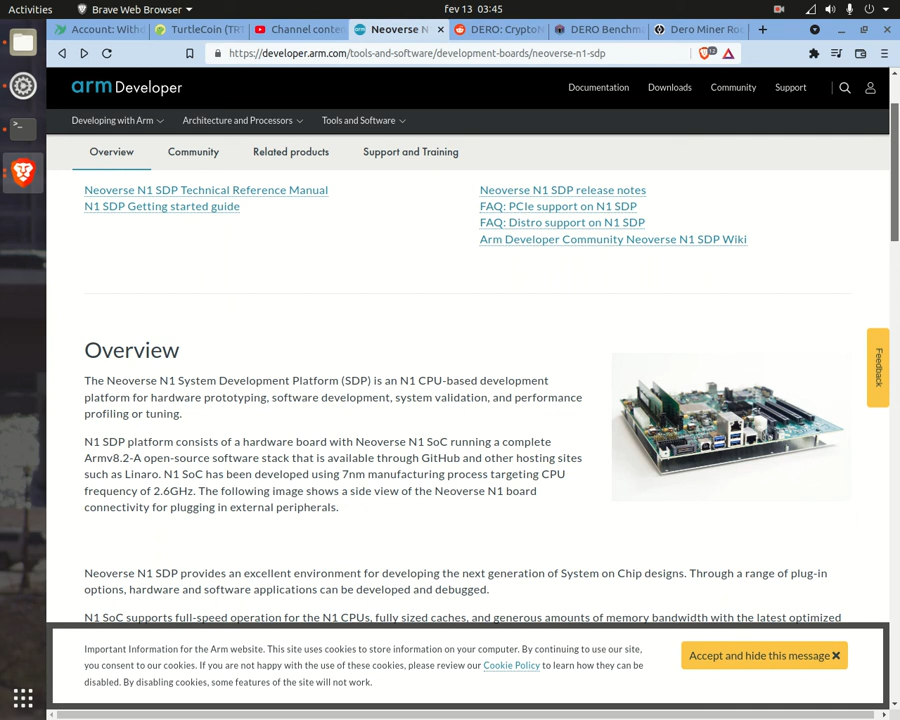 Activities
Brave Web Browser
fev 13 03:45
Account: With
TurtleCoin (TR
Channel conte
Neoverse N
DERO: Crypto
DERO Benchm
Dero Miner Ro
https://developer.arm.com/tools-and-software/development-boards/neoverse-n1-sdp
arm Developer
Documentation
Downloads
Community
Support
Developing with Arm
Architecture and Processors
Tools and Software
Overview
Community
Related products
Support and Training
Neoverse N1 SDP Technical Reference Manual
N1 SDP Getting started guide
Neoverse N1 SDP release notes
FAQ: PCIe support on N1 SDP
FAQ: Distro support on N1 SDP
Arm Developer Community Neoverse N1 SDP Wiki
Overview
The Neoverse N1 System Development Platform (SDP) is an N1 CPU-based development
platform for hardware prototyping, software development, system validation, and performance
profiling or tuning.
N1 SDP platform consists of a hardware board with Neoverse N1 SoC running a complete
Armv8.2-A open-source software stack that is available through GitHub and other hosting sites
such as Linaro. N1 SoC has been developed using 7nm manufacturing process targeting CPU
frequency of 2.6GHz. The following image shows a side view of the Neoverse N1 board
connectivity for plugging in external peripherals.
Feedback
Neoverse N1 SDP provides an excellent environment for developing the next generation of System on Chip designs. Through a range of plug-in
options, hardware and software applications can be developed and debugged.
N1 SoC supports full-speed operation for the N1 CPUs, fully sized caches, and generous amounts of memory bandwidth with the latest optimized
Important Information for the Arm website. This site uses cookies to store information on your computer. By continuing to use our site,
you consent to our cookies. If you are not happy with the use of these cookies, please review our Cookie Policy to learn how they can be
disabled. By disabling cookies, some features of the site will not work.
Accept and hide this message